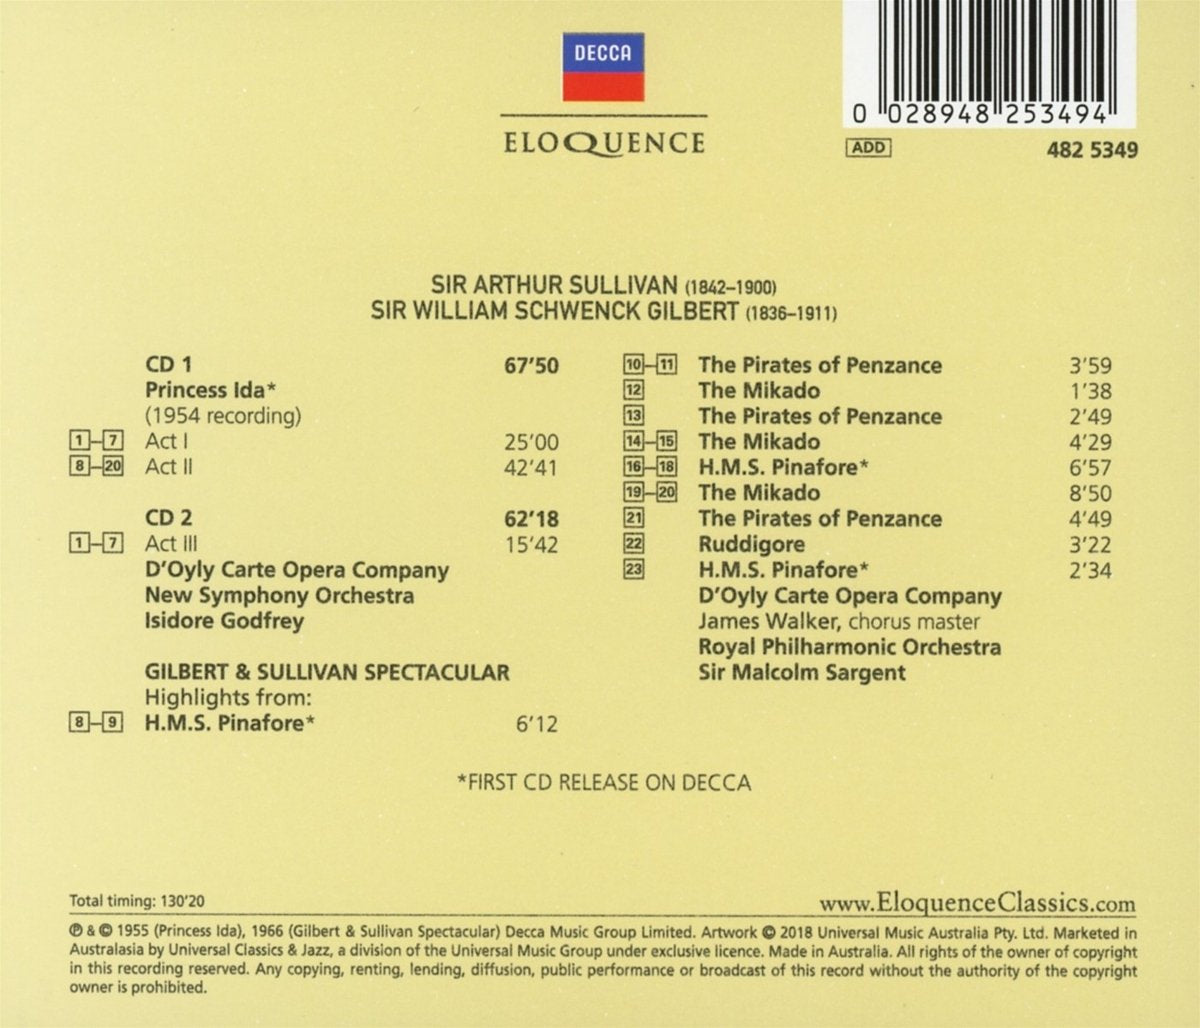 DECCA
ELOQUENCE
0 028948 253494
ADD
482 5349
SIR ARTHUR SULLIVAN (1842–1900)
SIR WILLIAM SCHWENCK GILBERT (1836–1911)
CD 1 67’50
Princess Ida*
(1954 recording)
1–7 Act I 25’00
8–20 Act II 42’41
CD 2 62’18
1–7 Act III 15’42
D’Oyly Carte Opera Company
New Symphony Orchestra
Isidore Godfrey
GILBERT & SULLIVAN SPECTACULAR
Highlights from:
8–9 H.M.S. Pinafore* 6’12
10–11 The Pirates of Penzance 3’59
12 The Mikado 1’38
13 The Pirates of Penzance 2’49
14–15 The Mikado 4’29
16–18 H.M.S. Pinafore* 6’57
19–20 The Mikado 8’50
21 The Pirates of Penzance 4’49
22 Ruddigore 3’22
23 H.M.S. Pinafore* 2’34
D’Oyly Carte Opera Company
James Walker, chorus master
Royal Philharmonic Orchestra
Sir Malcolm Sargent
*FIRST CD RELEASE ON DECCA
Total timing: 130’20
www.EloquenceClassics.com
℗ & © 1955 (Princess Ida), 1966 (Gilbert & Sullivan Spectacular) Decca Music Group Limited. Artwork © 2018 Universal Music Australia Pty. Ltd. Marketed in
Australasia by Universal Classics & Jazz, a division of the Universal Music Group under exclusive licence. Made in Australia. All rights of the owner of copyright
in this recording reserved. Any copying, renting, lending, diffusion, public performance or broadcast of this record without the authority of the copyright
owner is prohibited.